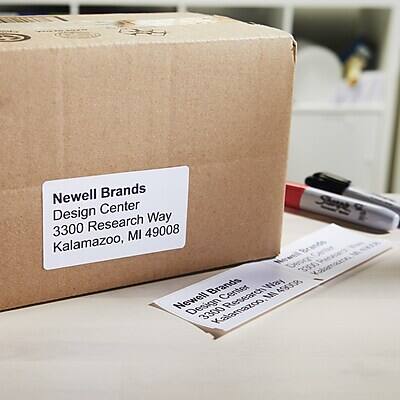 Newell Brands
Design Center
3300 Research Way
Kalamazoo, MI 49008
Newell Brands
Design Center
3300 Research Way
Kalamazoo, MI 49008
Newell Brands
Design Center
3300 Research Way
Kalamazoo, MI 49008
Sharpie